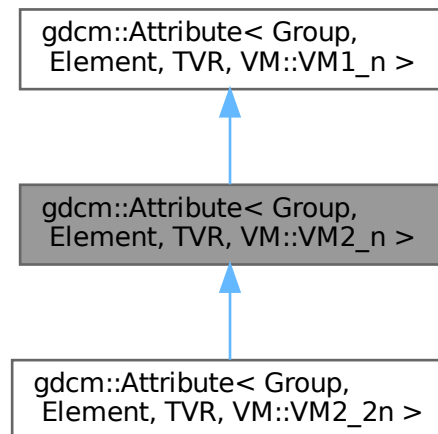 gdcm::Attribute< Group,
Element, TVR, VM::VM1_n >
gdcm::Attribute< Group,
Element, TVR, VM::VM2_n >
gdcm::Attribute< Group,
Element, TVR, VM::VM2_2n >